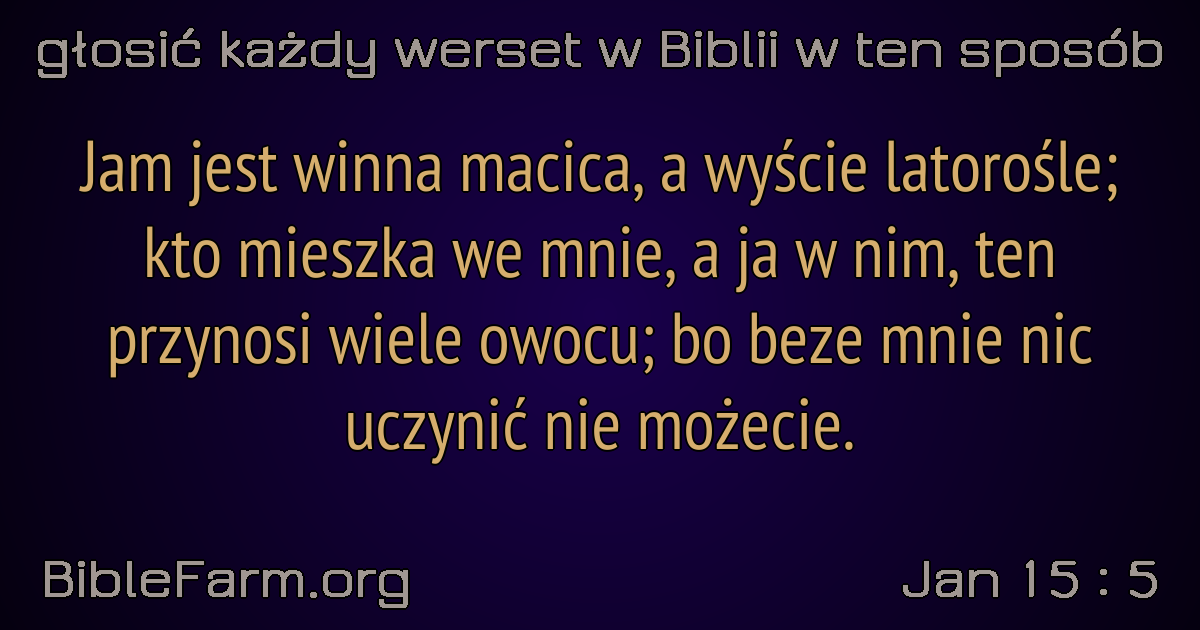 głosić każdy werset w Biblii w ten sposób
Jam jest winna macica, a wyście latorośle;
kto mieszka we mnie, a ja w nim, ten
przynosi wiele owocu; bo beze mnie nic
uczynić nie możecie.
BibleFarm.org
Jan 15 : 5